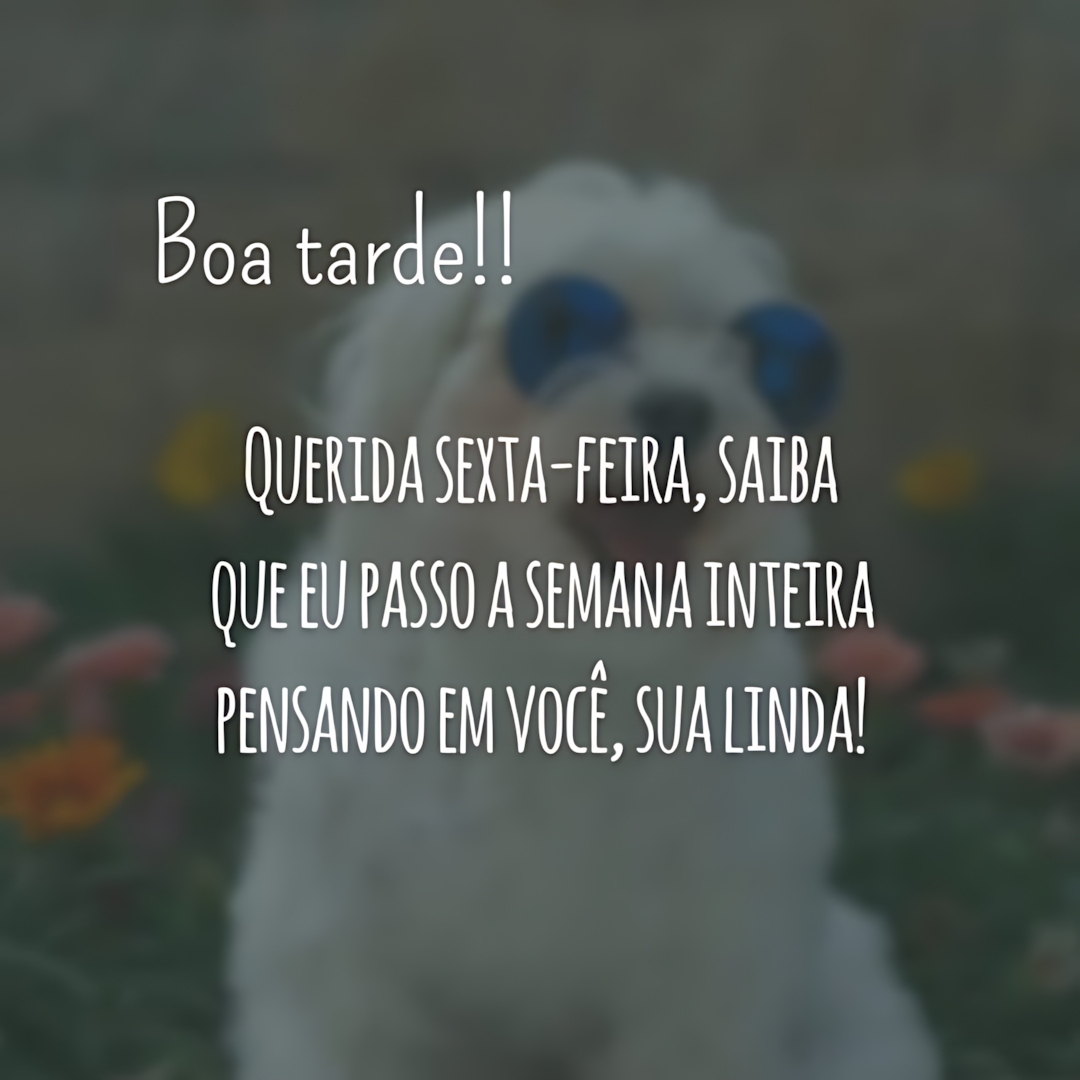 Boa tarde!!
Querida sexta-feira, saiba
que eu passo a semana inteira
pensando em você, sua linda!